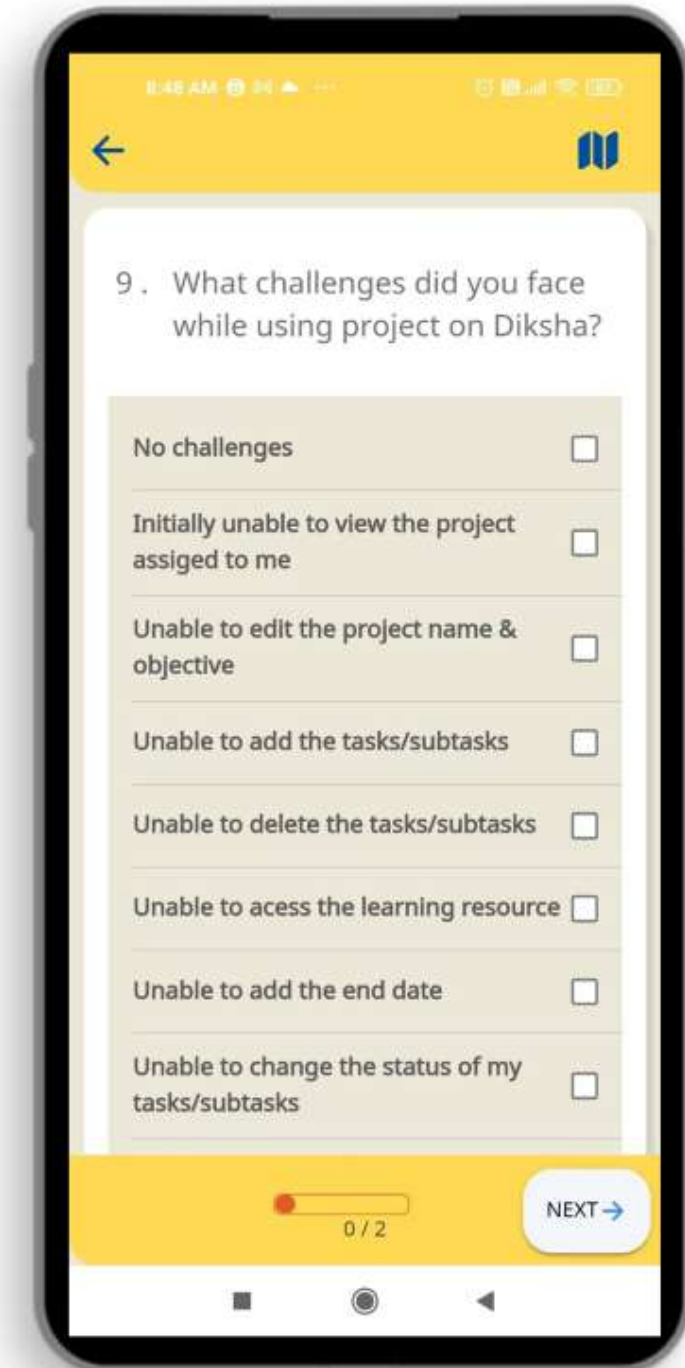 8:48 AM
9 . What challenges did you face
while using project on Diksha?
No challenges
Initially unable to view the project
assiged to me
Unable to edit the project name &
objective
Unable to add the tasks/subtasks
Unable to delete the tasks/subtasks
Unable to acess the learning resource
Unable to add the end date
Unable to change the status of my
tasks/subtasks
0 / 2
NEXT